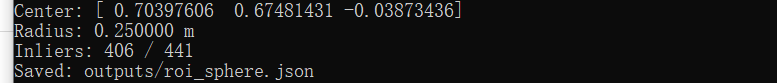 Center: [ 0.70397606  0.67481431 -0.03873436]
Radius: 0.250000 m
Inliers: 406 / 441
Saved: outputs/roi_sphere.json